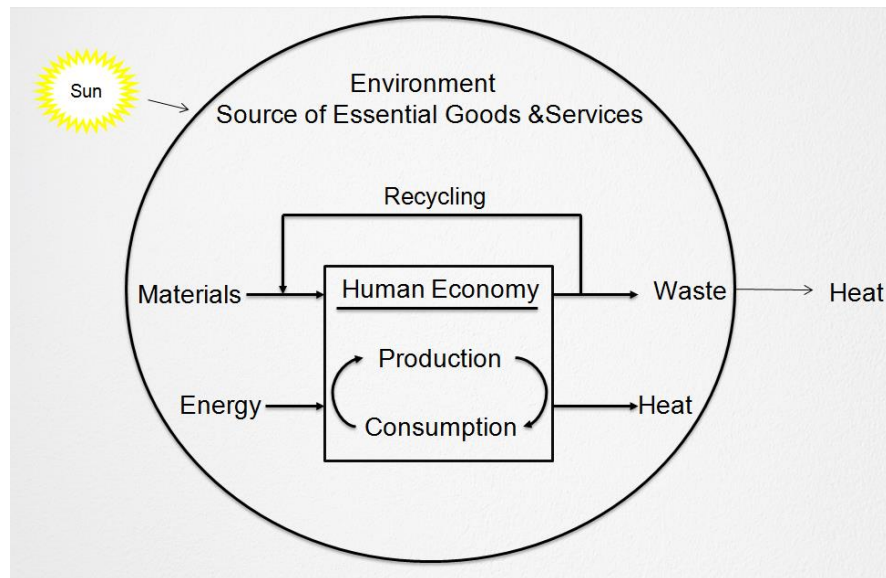 Sun
Environment
Source of Essential Goods &Services
Recycling
Materials
Human Economy
Waste
Heat
Production
Energy
Heat
Consumption